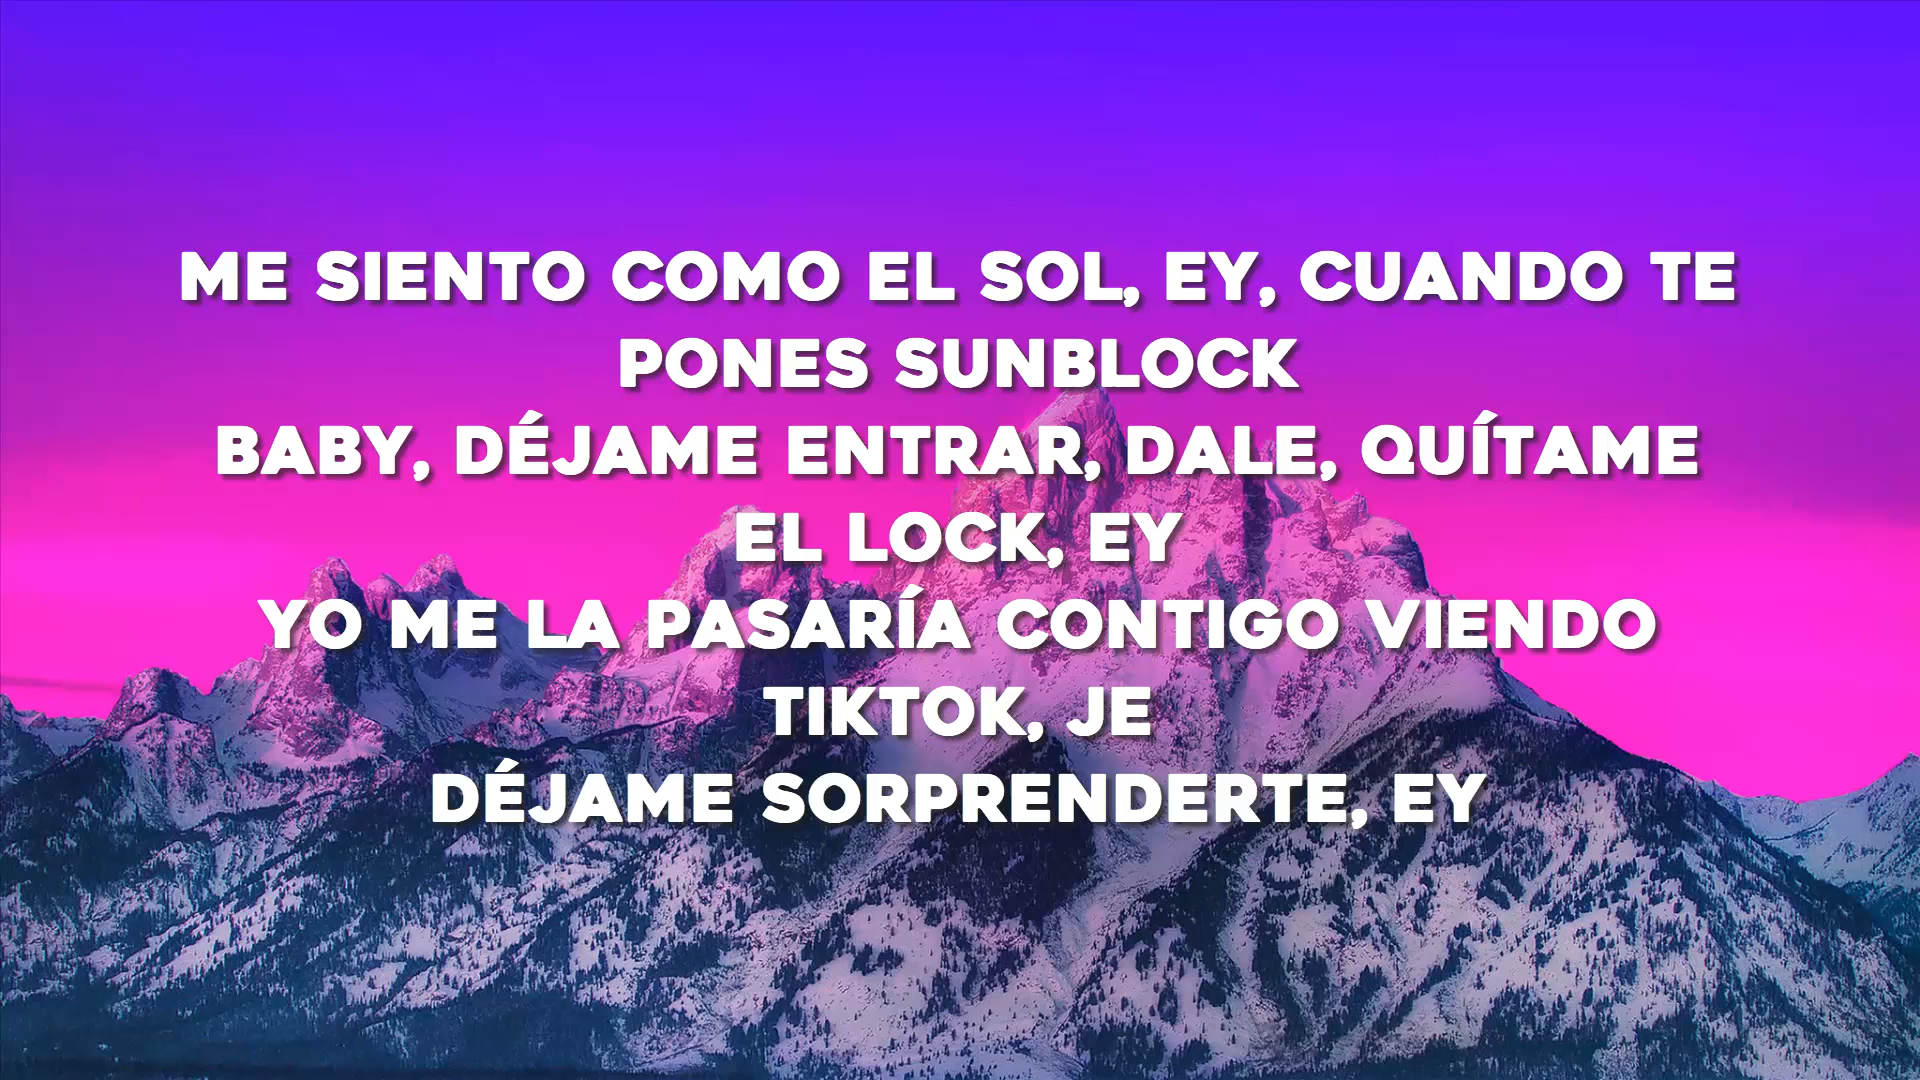 ME SIENTO COMO EL SOL, EY, CUANDO TE
PONES SUNBLOCK
BABY, DÉJAME ENTRAR, DALE, QUÍTAME
EL LOCK, EY
YO ME LA PASARÍA CONTIGO VIENDO
TIKTOK, JE
DÉJAME SORPRENDERTE, EY